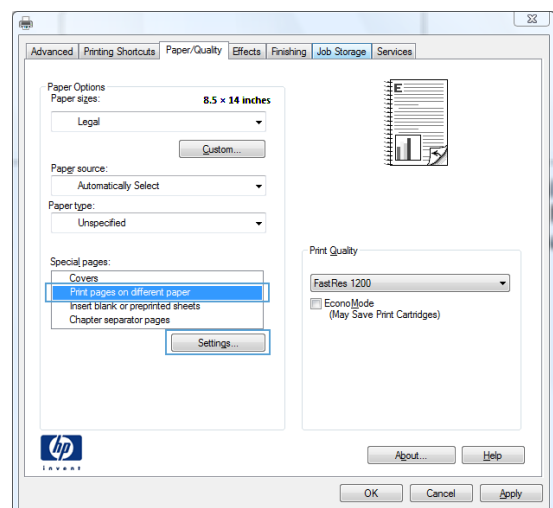 Advanced Printing Shortcuts Paper/Quality Effects Finishing Job Storage Services
Paper Options
Paper sizes: 8.5 × 14 inches
Legal
Custom...
Paper source:
Automatically Select
Paper type:
Unspecified
Special pages:
Covers
Print pages on different paper
Insert blank or preprinted sheets
Chapter separator pages
Settings...
E
Print Quality
FastRes 1200
EconoMode
(May Save Print Cartridges)
hp
invent
About... Help
OK Cancel Apply